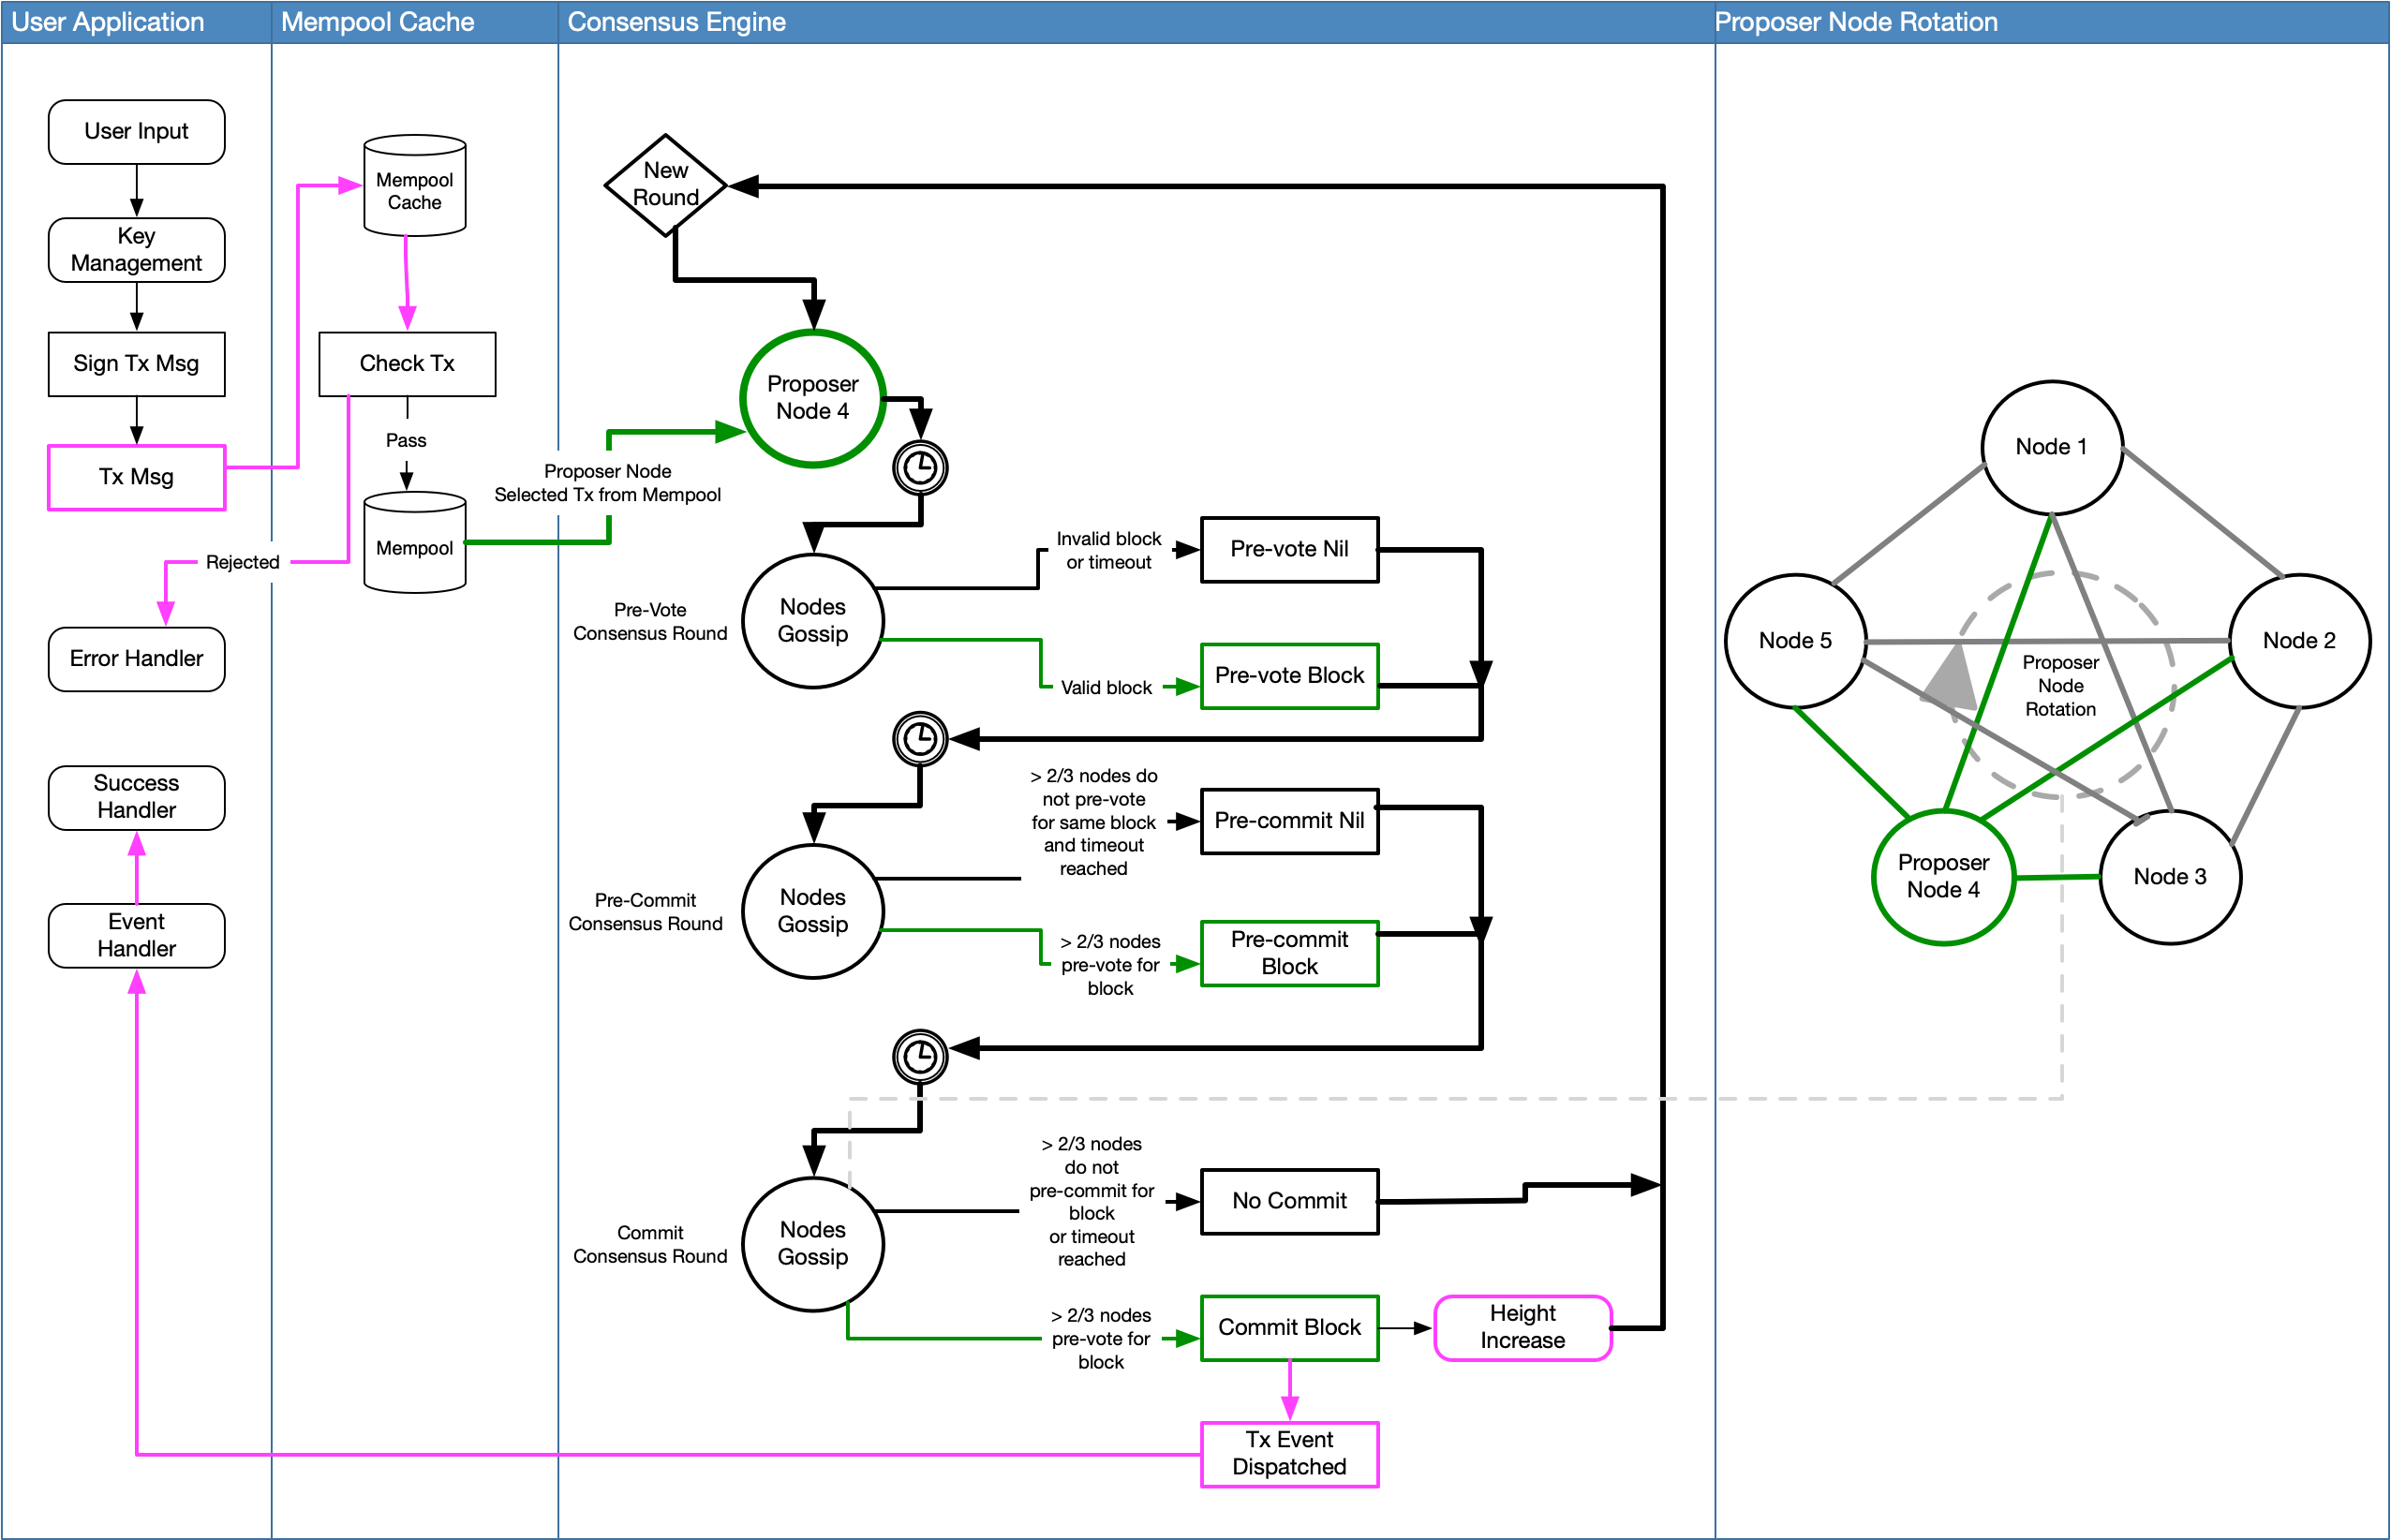 User Application
Mempool Cache
Consensus Engine
Proposer Node Rotation
User Input
Key
Management
Sign Tx Msg
Tx Msg
Error Handler
Success
Handler
Event
Handler
Mempool
Cache
Check Tx
Pass
Mempool
Rejected
Proposer Node
Selected Tx from Mempool
New
Round
Proposer
Node 4
Pre-Vote
Consensus Round
Nodes
Gossip
Invalid block
or timeout
Pre-vote Nil
Valid block
Pre-vote Block
Pre-Commit
Consensus Round
Nodes
Gossip
> 2/3 nodes do
not pre-vote
for same block
and timeout
reached
Pre-commit Nil
> 2/3 nodes
pre-vote for
block
Pre-commit
Block
Commit
Consensus Round
Nodes
Gossip
> 2/3 nodes
do not
pre-commit for
block
or timeout
reached
No Commit
> 2/3 nodes
pre-vote for
block
Commit Block
Height
Increase
Tx Event
Dispatched
Node 1
Node 5
Node 2
Proposer
Node
Rotation
Proposer
Node 4
Node 3